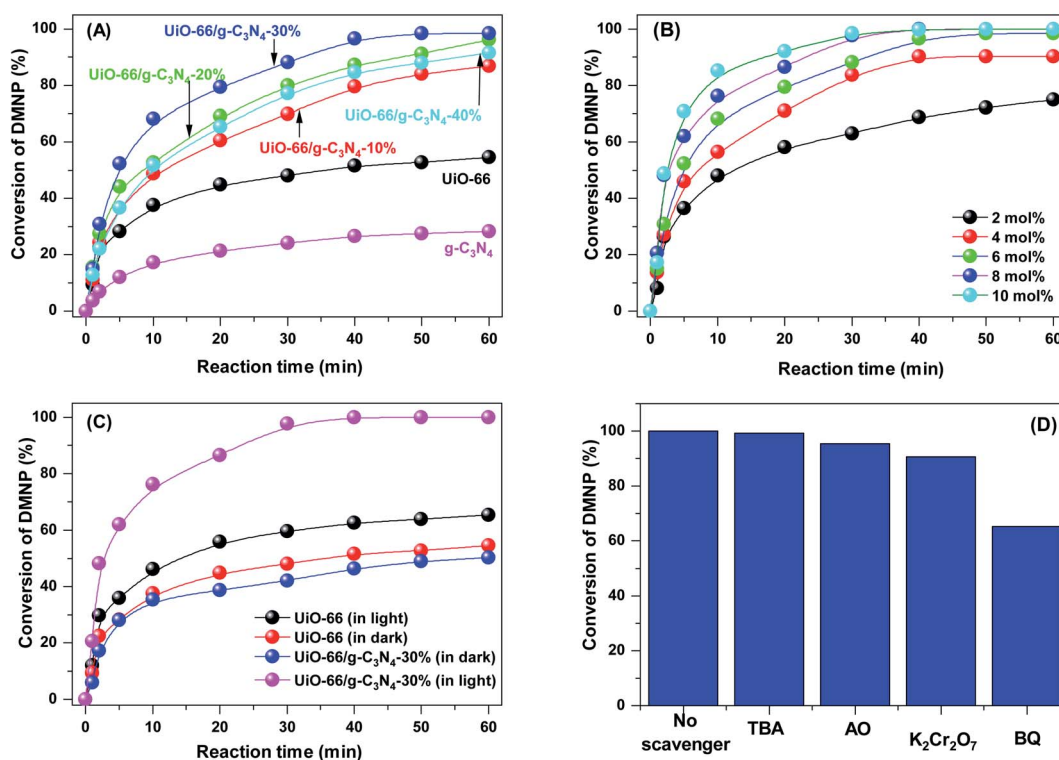 (A)
Conversion of DMNP (%)
100
80
60
40
20
0
UiO-66/g-C₃N₄-30%
UiO-66/g-C₃N₄-20%
UiO-66/g-C₃N₄-40%
UiO-66/g-C₃N₄-10%
UiO-66
g-C₃N₄
0 10 20 30 40 50 60
Reaction time (min)
(B)
Conversion of DMNP (%)
100
80
60
40
20
0
2 mol%
4 mol%
6 mol%
8 mol%
10 mol%
0 10 20 30 40 50 60
Reaction time (min)
(C)
Conversion of DMNP (%)
100
80
60
40
20
0
UiO-66 (in light)
UiO-66 (in dark)
UiO-66/g-C₃N₄-30% (in dark)
UiO-66/g-C₃N₄-30% (in light)
0 10 20 30 40 50 60
Reaction time (min)
(D)
Conversion of DMNP (%)
100
80
60
40
20
0
No
scavenger
TBA
AO
K₂Cr₂O₇
BQ